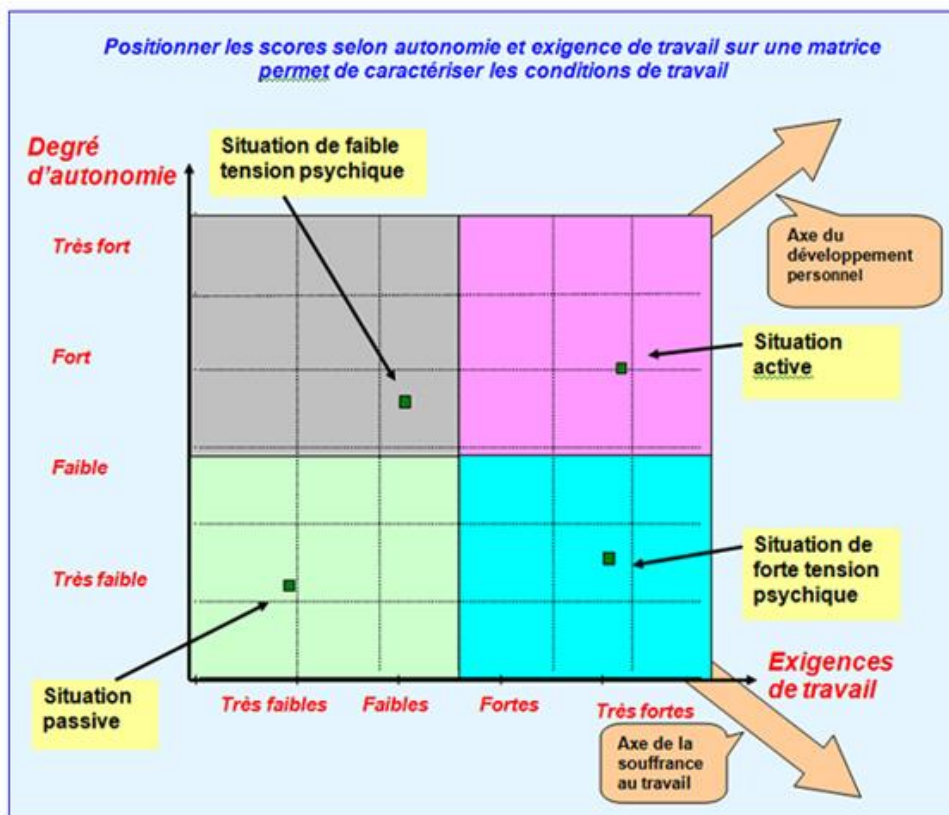 Positionner les scores selon autonomie et exigence de travail sur une matrice
permet de caractériser les conditions de travail
Degré
d'autonomie
Situation de faible
tension psychique
Axe du
développement
personnel
Très fort
Fort
Situation
active
Faible
Très faible
Situation de
forte tension
psychique
Situation
passive
Très faibles
Faibles
Fortes
Très fortes
Exigences
de travail
Axe de la
souffrance
au travail